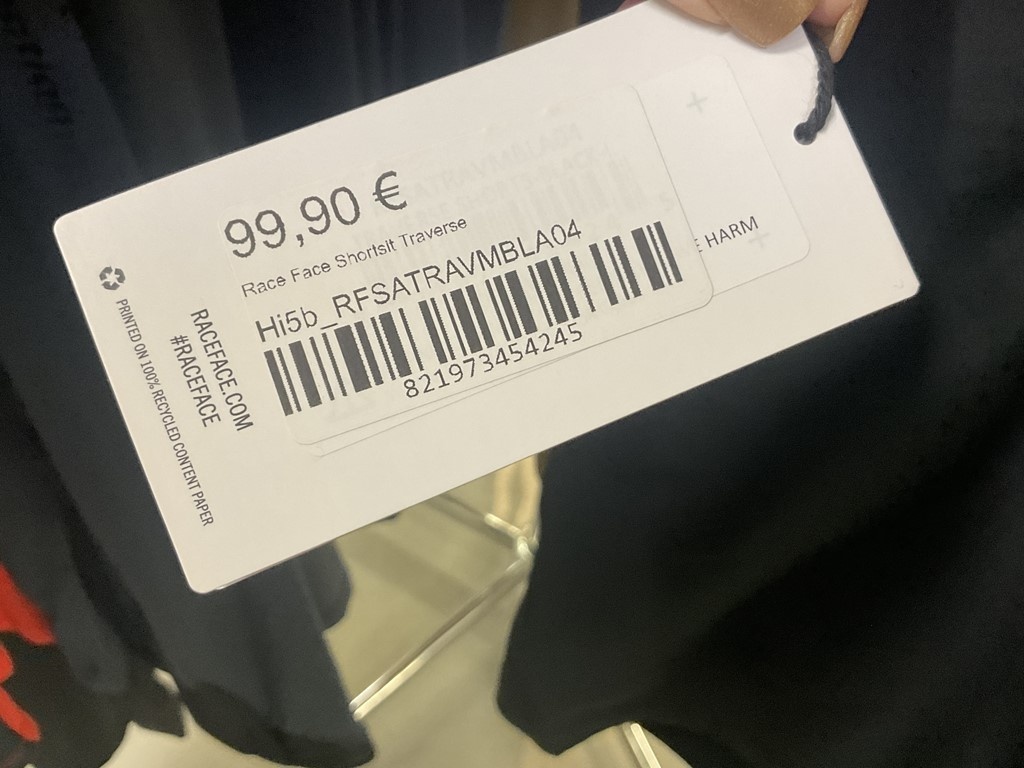 99,90 €
Race Face Shortsit Traverse
Hi5b_RFSATRAVMBLA04
821973454245
E HARM
RACEFACE.COM
#RACEFACE
PRINTED ON 100% RECYCLED CONTENT PAPER